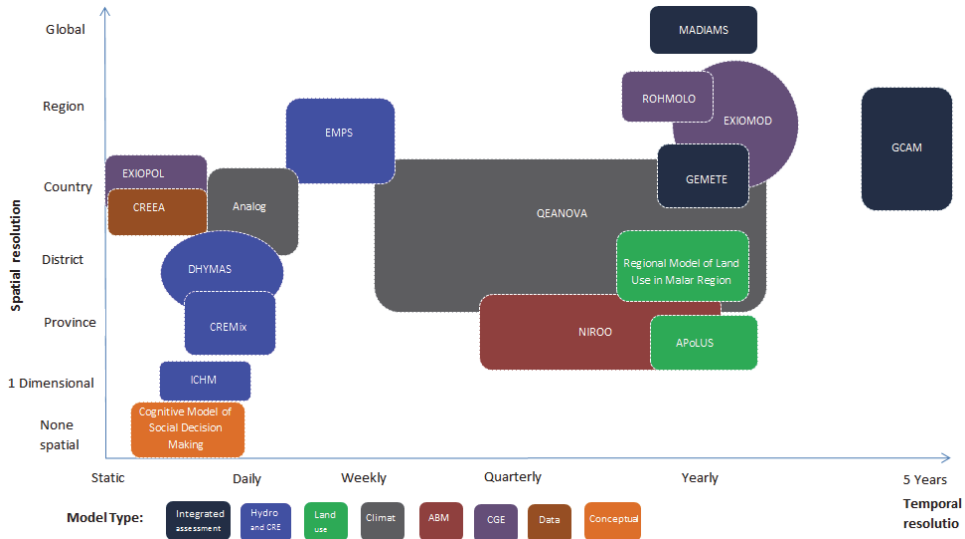 Global
MADIAMS
Region
ROHMOLO
EXIOMOD
EMPS
GCAM
EXIOPOL
Country
GEMETE
CREEA
Analog
QEANOVA
Spatial resolution
District
DHYMAS
Regional Model of Land
Use in Malar Region
Province
CREMix
NIROO
APoLUS
1 Dimensional
ICHM
None
spatial
Cognitive Model of
Social Decision
Making
Static
Daily
Weekly
Quarterly
Yearly
5 Years
Temporal
resolutio
Model Type:
Integrated
assessment
Hydro
and CRE
Land
use
Climat
ABM
CGE
Data
Conceptual